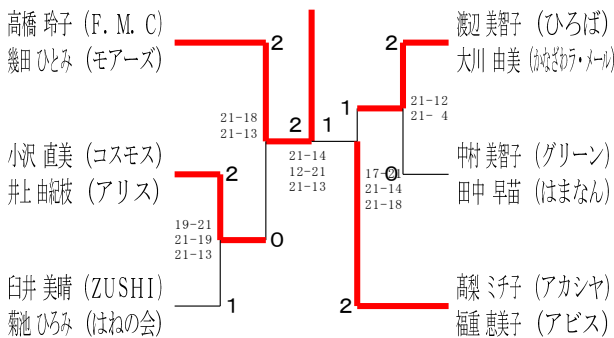 高橋 玲子 (F. M. C)
幾田 ひとみ (モアーズ)
2
21-18
21-13
小沢 直美 (コスモス)
井上 由紀枝 (アリス)
2
19-21
21-19
21-13
0
臼井 美晴 (ZUSHI)
菊池 ひろみ (はねの会)
1
2
1
21-14
12-21
21-13
渡辺 美智子 (ひろば)
大川 由美 (かなざわラ・メール)
2
21-12
21- 4
1
中村 美智子 (グリーン)
田中 早苗 (はまなん)
0
17-21
21-14
21-18
髙梨 ミチ子 (アカシヤ)
福重 恵美子 (アビス)
2